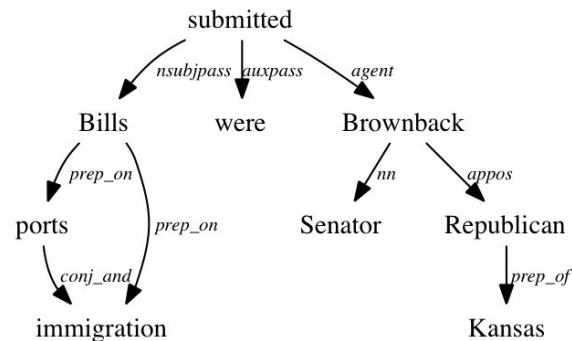 submitted
nsubjpass auxpass agent
Bills were Brownback
prep_on nn appos
ports prep_on Senator Republican
conj_and prep_of
immigration Kansas